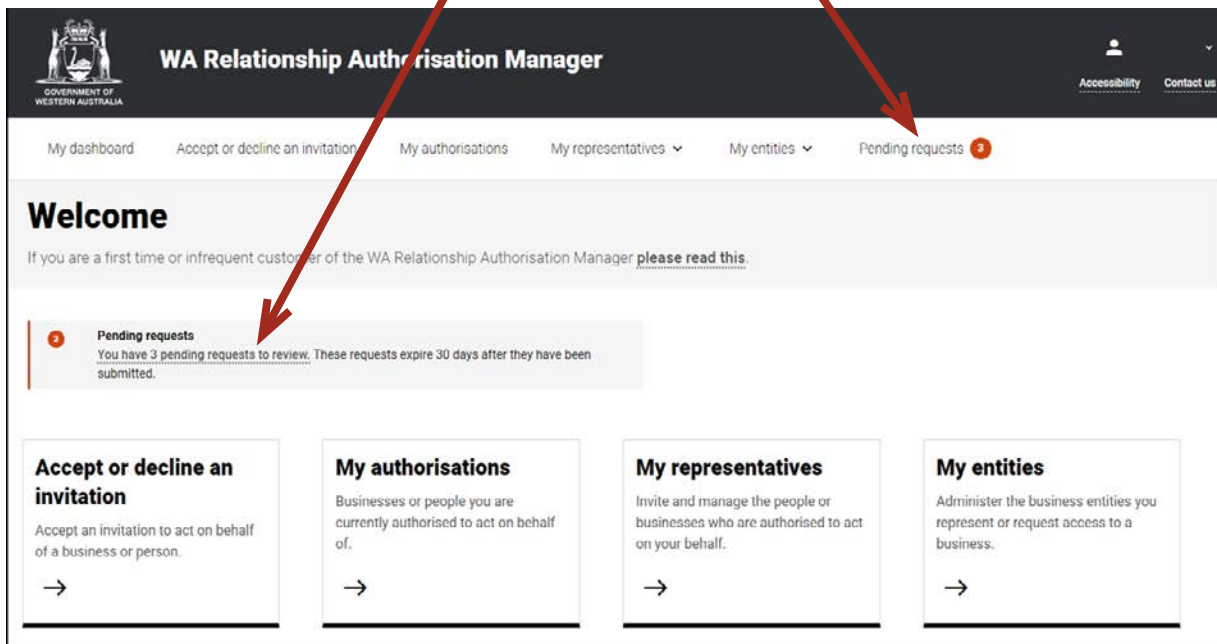 WA Relationship Authorisation Manager
GOVERNMENT OF
WESTERN AUSTRALIA
Accessibility
Contact us
My dashboard
Accept or decline an invitation
My authorisations
My representatives
My entities
Pending requests 3
Welcome
If you are a first time or infrequent customer of the WA Relationship Authorisation Manager please read this.
3
Pending requests
You have 3 pending requests to review. These requests expire 30 days after they have been
submitted.
Accept or decline an
invitation
Accept an invitation to act on behalf
of a business or person.
My authorisations
Businesses or people you are
currently authorised to act on behalf
of.
My representatives
Invite and manage the people or
businesses who are authorised to act
on your behalf.
My entities
Administer the business entities you
represent or request access to a
business.